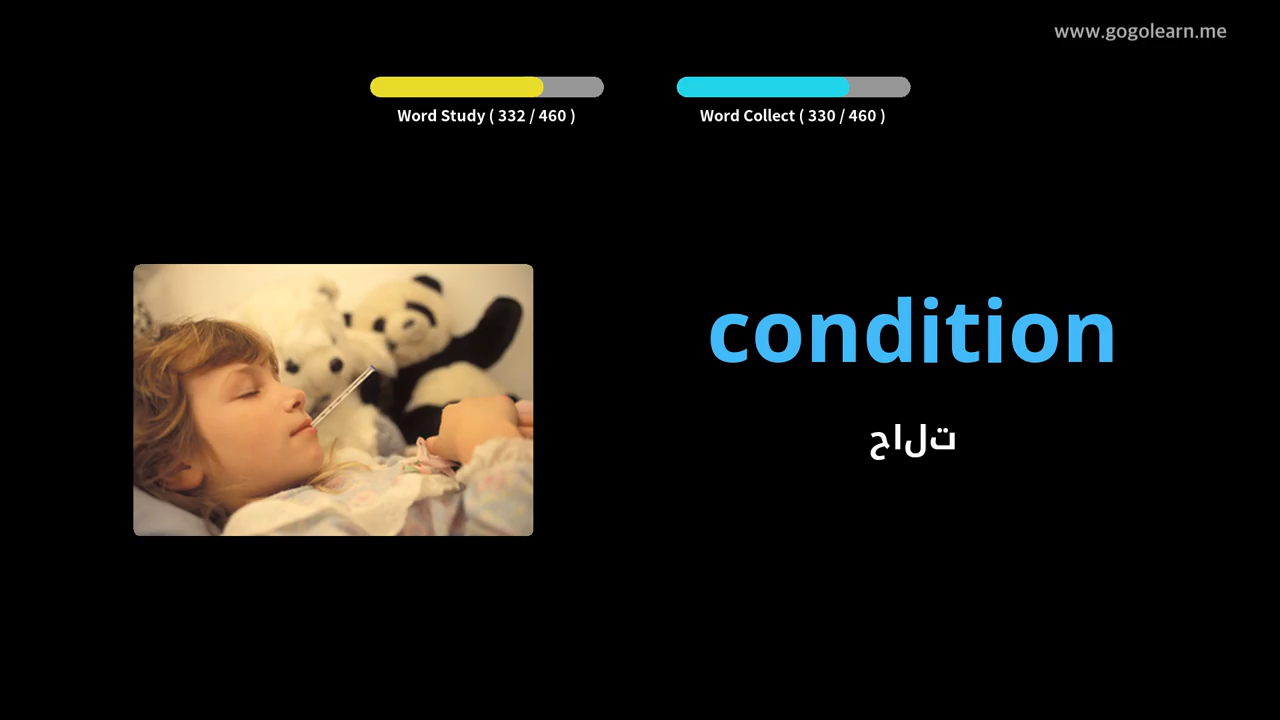 www.gogolearn.me
Word Study ( 332 / 460 )
Word Collect ( 330 / 460 )
condition
حالت